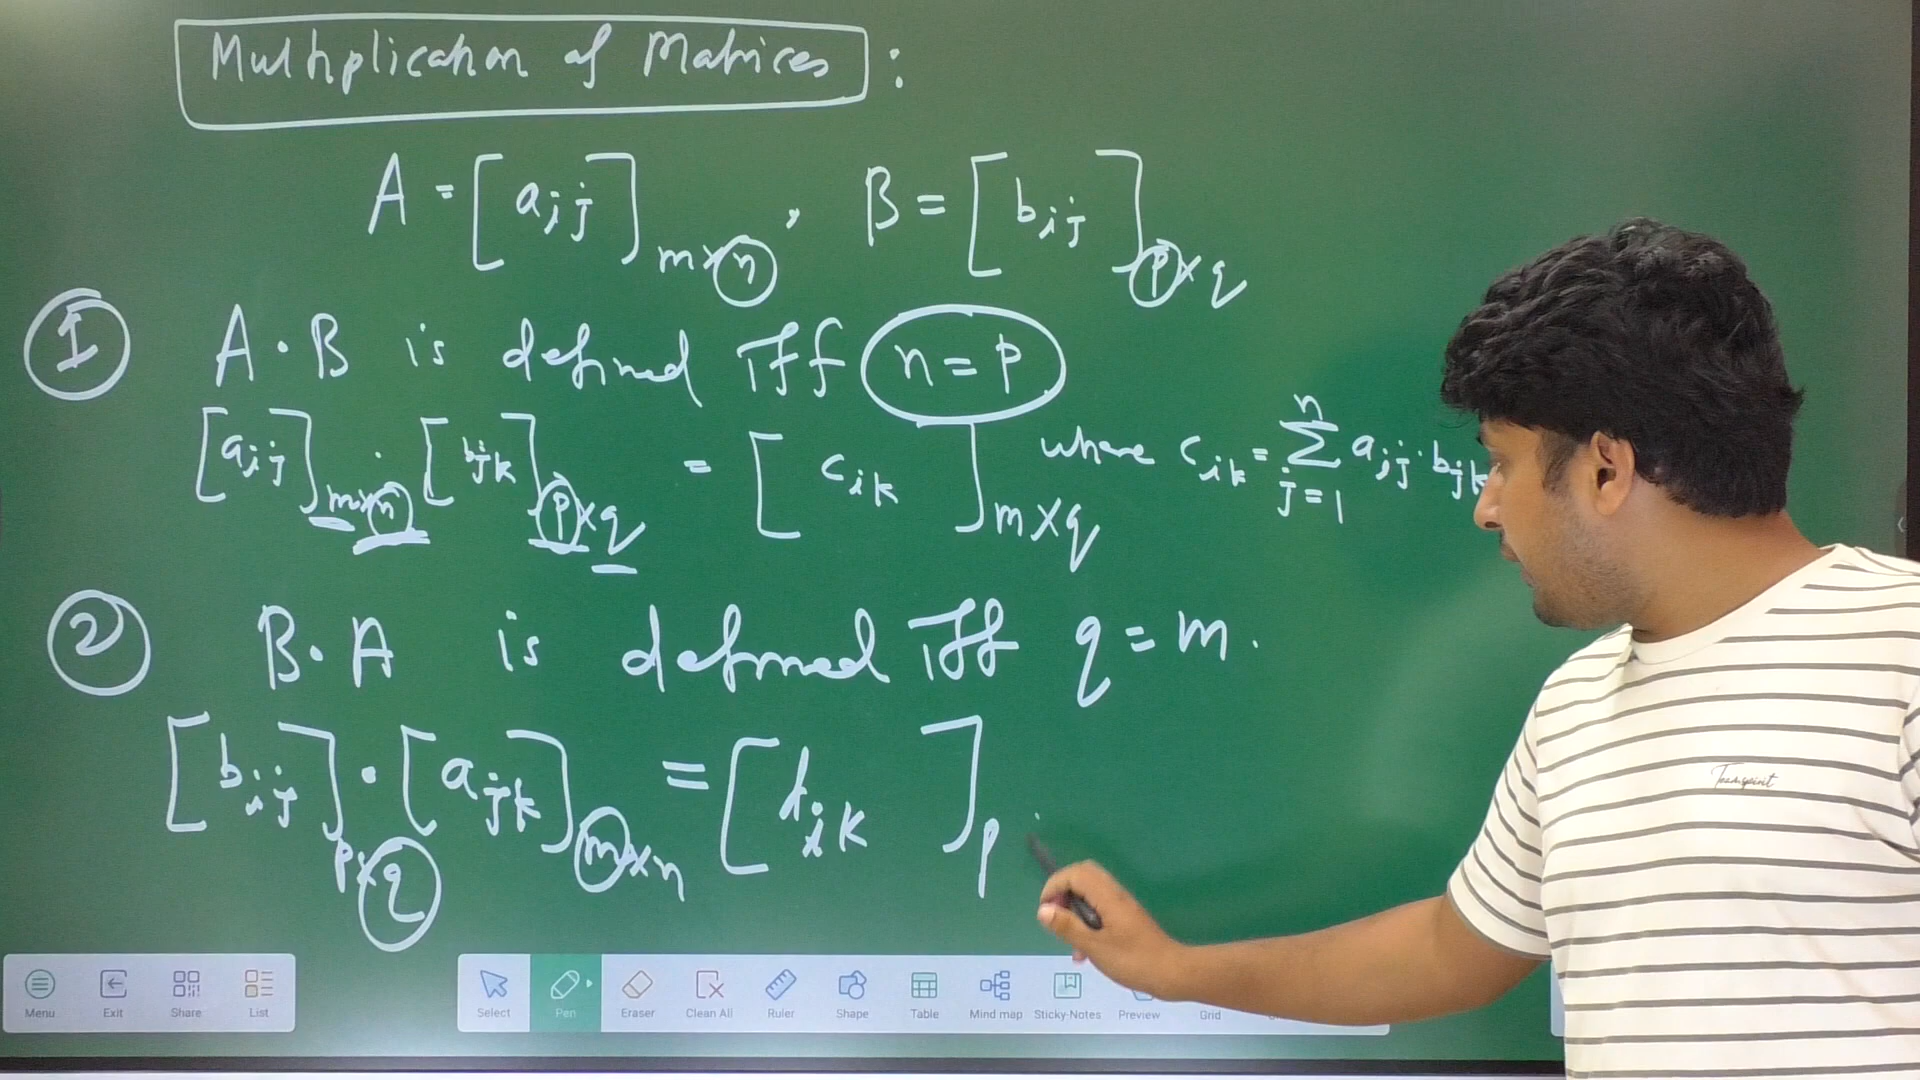 Multiplication of Matrices :
A = [ aij ] m×n , B = [ bij ] p×q
① A · B is defined iff n = p
[ aij ] m×n · [ bjk ] p×q = [ cik ] m×q where cik = n ∑ j=1 aij · bjk
② B · A is defined iff q = m.
[ bij ] p×q · [ ajk ] m×n = [ dik ] p
Menu Exit Share List Select Pen Eraser Clean All Ruler Shape Table Mind map Sticky-Notes Preview Grid